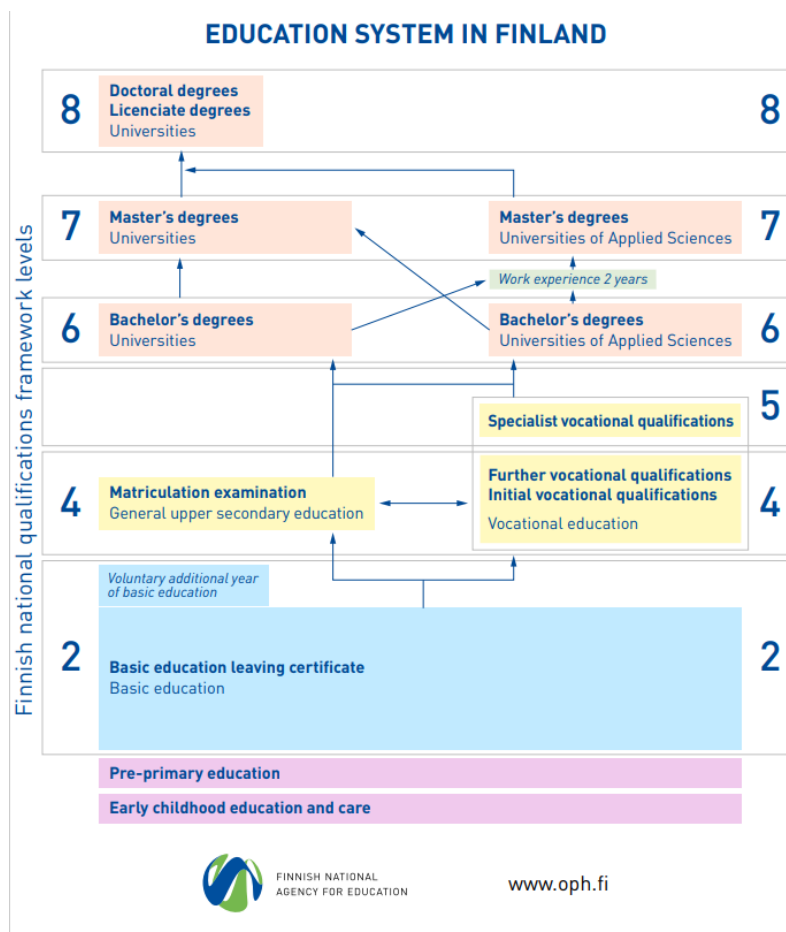 EDUCATION SYSTEM IN FINLAND
Finnish national qualifications framework levels
8
Doctoral degrees
Licenciate degrees
Universities
8
7
Master's degrees
Universities
Master's degrees
Universities of Applied Sciences
7
Work experience 2 years
6
Bachelor's degrees
Universities
Bachelor's degrees
Universities of Applied Sciences
6
5
Specialist vocational qualifications
4
Matriculation examination
General upper secondary education
Further vocational qualifications
Initial vocational qualifications
Vocational education
4
Voluntary additional year
of basic education
2
Basic education leaving certificate
Basic education
2
Pre-primary education
Early childhood education and care
FINNISH NATIONAL
AGENCY FOR EDUCATION
www.oph.fi